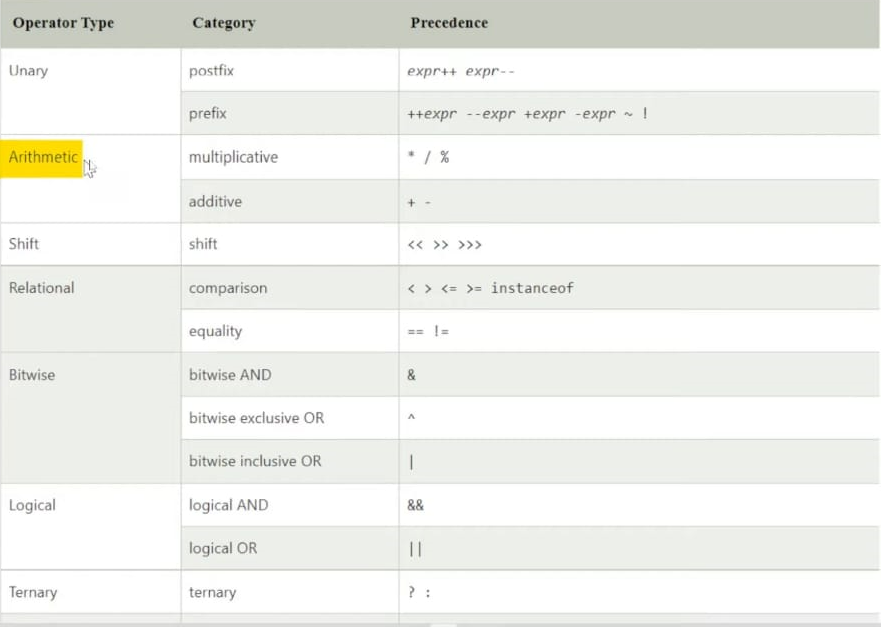 Operator Type Category Precedence
Unary postfix expr++ expr--
prefix ++expr --expr +expr -expr ~ !
Arithmetic multiplicative * / %
additive + -
Shift shift << >> >>>
Relational comparison < > <= >= instanceof
equality == !=
Bitwise bitwise AND &
bitwise exclusive OR ^
bitwise inclusive OR |
Logical logical AND &&
logical OR ||
Ternary ternary ? :